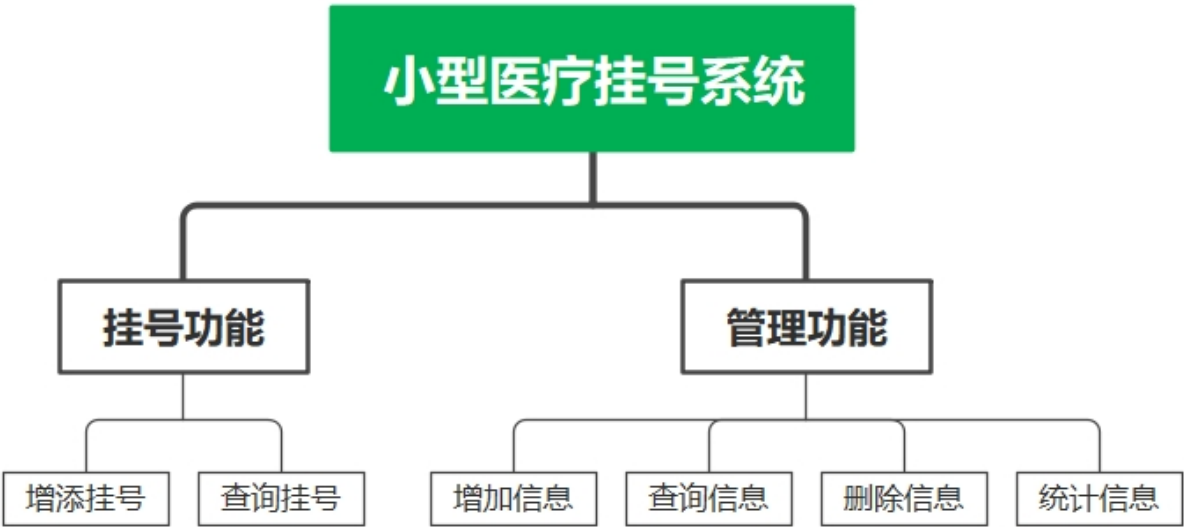 小型医疗挂号系统
挂号功能
管理功能
增添挂号
查询挂号
增加信息
查询信息
删除信息
统计信息